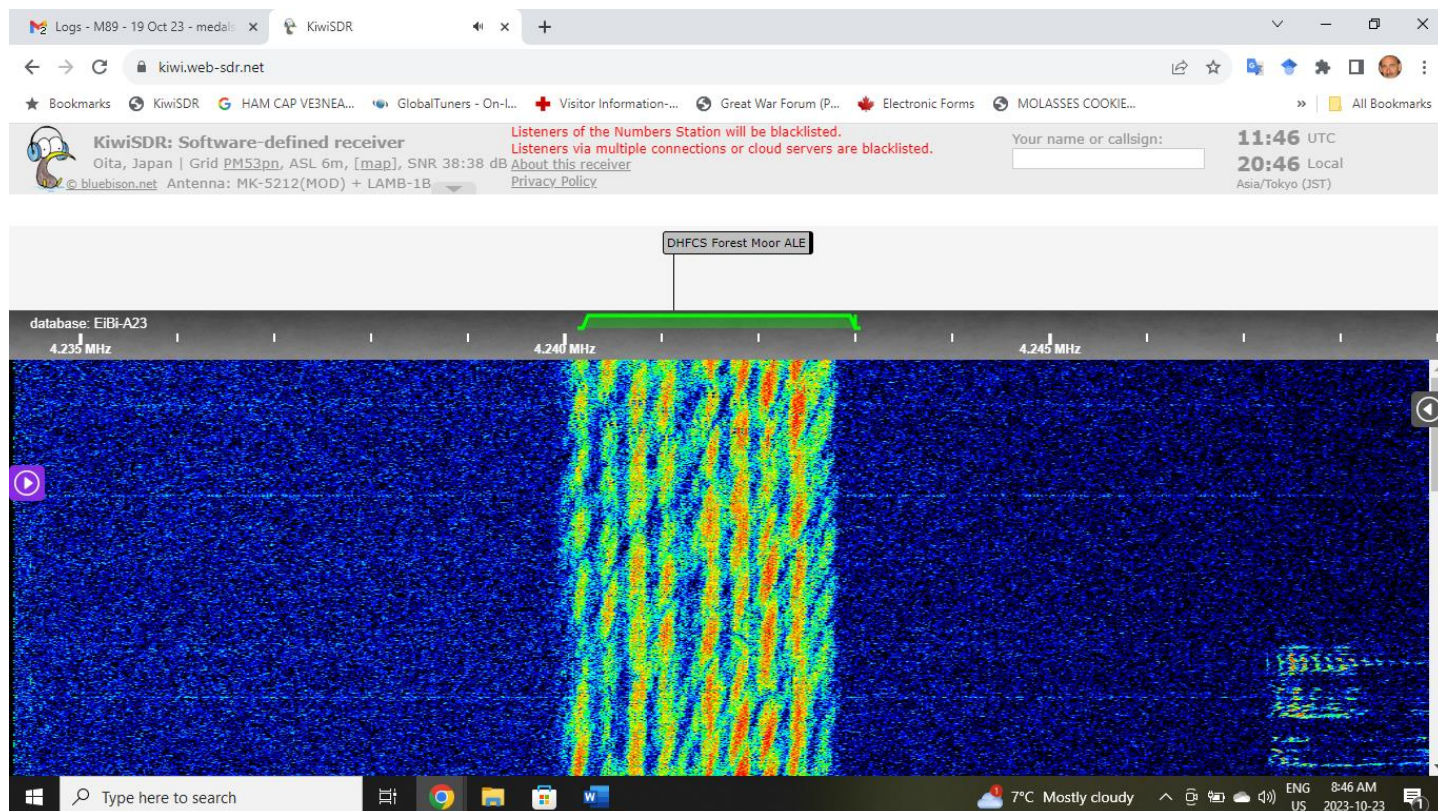 Logs - M89 - 19 Oct 23 - medals
KiwiSDR
kiwi.web-sdr.net
Bookmarks KiwiSDR HAM CAP VE3NEA... GlobalTuners - On-l... Visitor Information-... Great War Forum (P... Electronic Forms MOLASSES COOKIE... » All Bookmarks
KiwiSDR: Software-defined receiver
Oita, Japan | Grid PM53pn, ASL 6m, [map], SNR 38:38 dB
© bluebison.net Antenna: MK-5212(MOD) + LAMB-1B
Listeners of the Numbers Station will be blacklisted.
Listeners via multiple connections or cloud servers are blacklisted.
About this receiver
Privacy Policy
Your name or callsign:
11:46 UTC
20:46 Local
Asia/Tokyo (JST)
DHFCS Forest Moor ALE
database: EiBi-A23
4.235 MHz 4.240 MHz 4.245 MHz
Type here to search
7°C Mostly cloudy
ENG
US
8:46 AM
2023-10-23